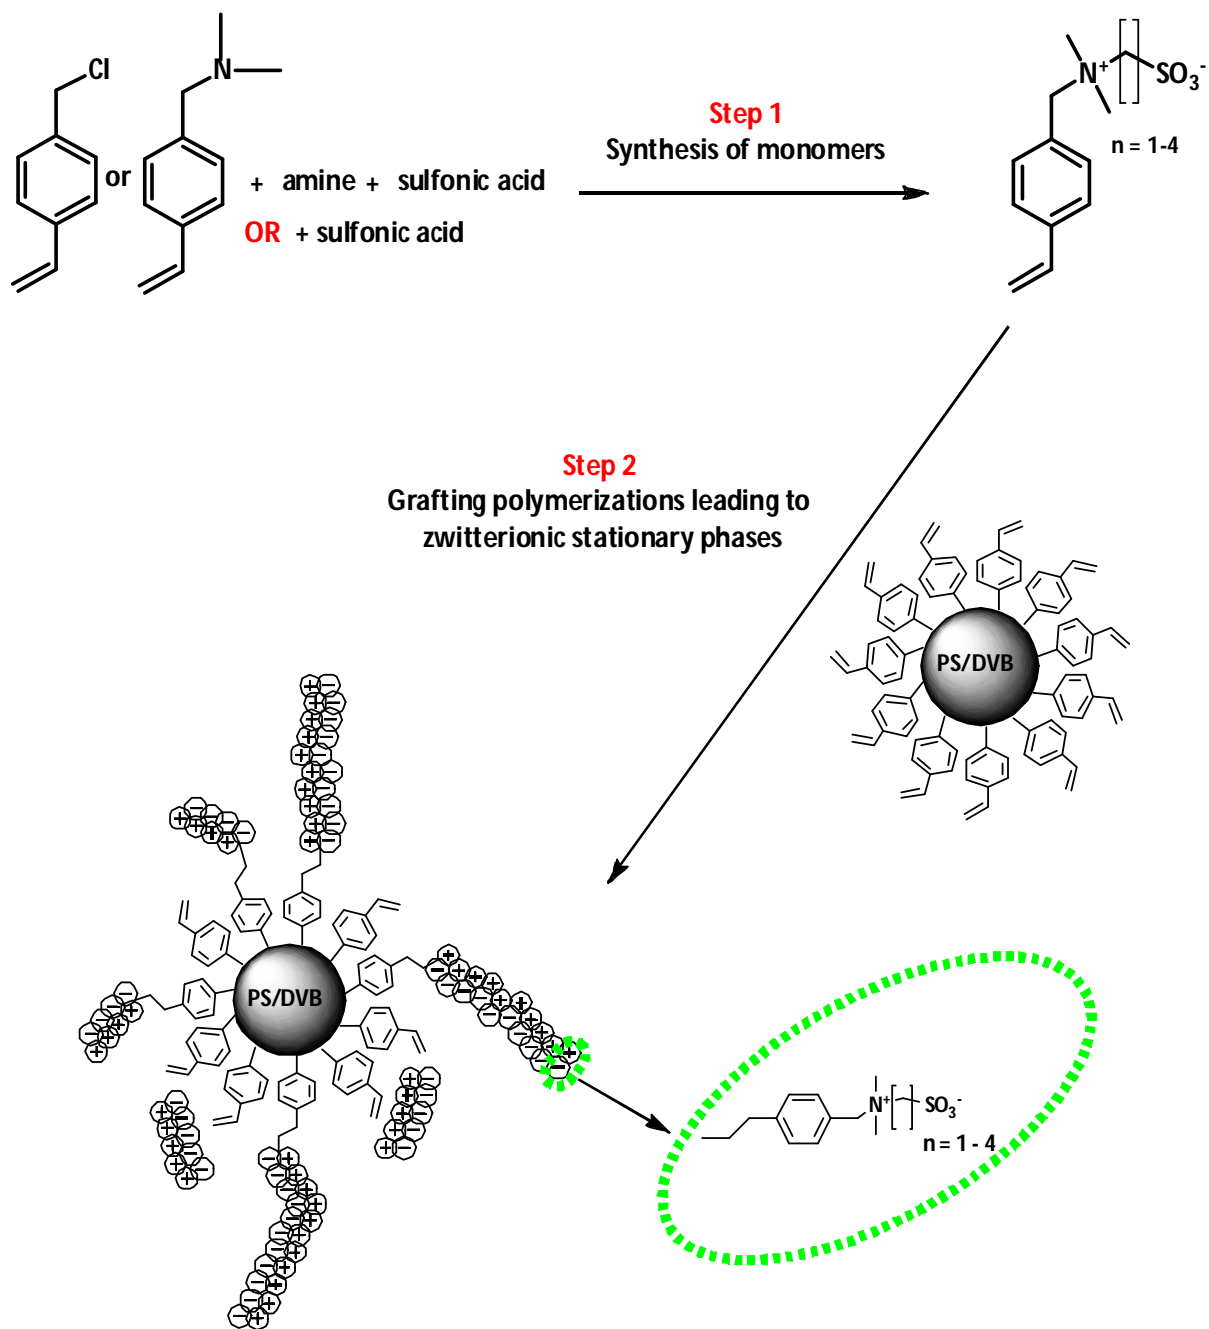 Cl
N
N⁺
SO₃⁻
n = 1-4
Step 1
Synthesis of monomers
or
+ amine + sulfonic acid
OR + sulfonic acid
Step 2
Grafting polymerizations leading to
zwitterionic stationary phases
PS/DVB
PS/DVB
N⁺
SO₃⁻
n = 1 - 4